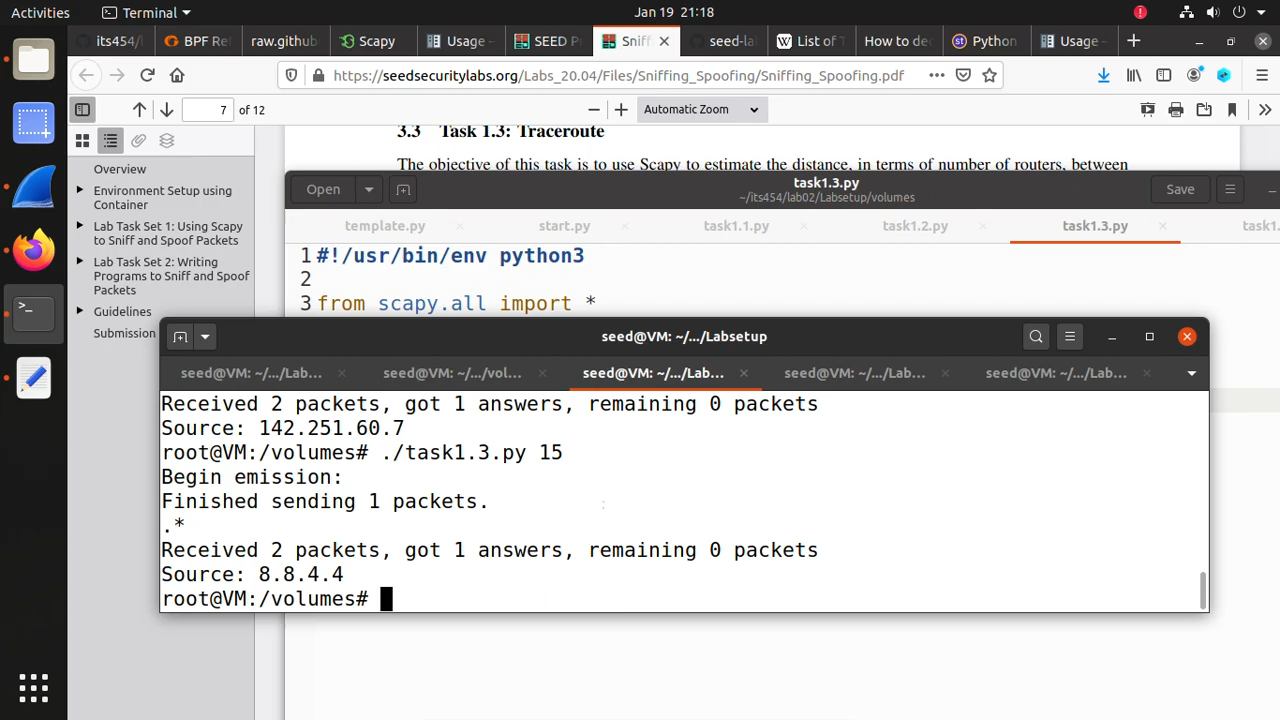 Activities
Terminal
Jan 19 21:18
its454/l
BPF Re
raw.github
Scapy
Usage
SEED P
Sniff
seed-la
List of
How to dec
Python
Usage
https://seedsecuritylabs.org/Labs_20.04/Files/Sniffing_Spoofing/Sniffing_Spoofing.pdf
7 of 12
Automatic Zoom
Overview
Environment Setup using
Container
Lab Task Set 1: Using Scapy
to Sniff and Spoof Packets
Lab Task Set 2: Writing
Programs to Sniff and Spoof
Packets
Guidelines
Submission
3.3 Task 1.3: Traceroute
The objective of this task is to use Scapy to estimate the distance, in terms of number of routers, between
Open
task1.3.py
~/its454/lab02/Labsetup/volumes
Save
template.py
start.py
task1.1.py
task1.2.py
task1.3.py
task1.
1 #!/usr/bin/env python3
2
3 from scapy.all import *
seed@VM: ~/.../Labsetup
seed@VM: ~/.../Lab...
seed@VM: ~/.../vol...
seed@VM: ~/.../Lab...
seed@VM: ~/.../Lab...
seed@VM: ~/.../Lab...
Received 2 packets, got 1 answers, remaining 0 packets
Source: 142.251.60.7
root@VM:/volumes# ./task1.3.py 15
Begin emission:
Finished sending 1 packets.
.*
Received 2 packets, got 1 answers, remaining 0 packets
Source: 8.8.4.4
root@VM:/volumes#